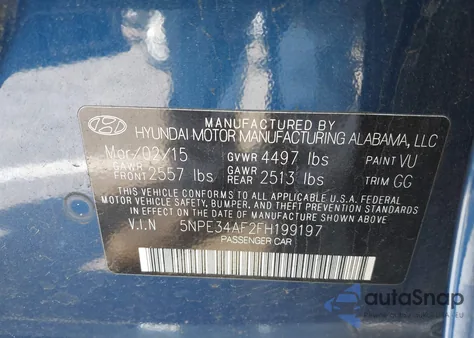 MANUFACTURED BY
HYUNDAI MOTOR MANUFACTURING ALABAMA, LLC
Mar/02/15 GVWR 4497 lbs PAINT VU
GAWR FRONT 2557 lbs GAWR REAR 2513 lbs TRIM GG
THIS VEHICLE CONFORMS TO ALL APPLICABLE U.S.A FEDERAL
MOTOR VEHICLE SAFETY, BUMPER, AND THEFT PREVENTION
STANDARDS IN EFFECT ON THE DATE OF MANUFACTURE SHOWN ABOVE.
V.I.N 5NPE34AF2FH199197
PASSENGER CAR
autoSnap